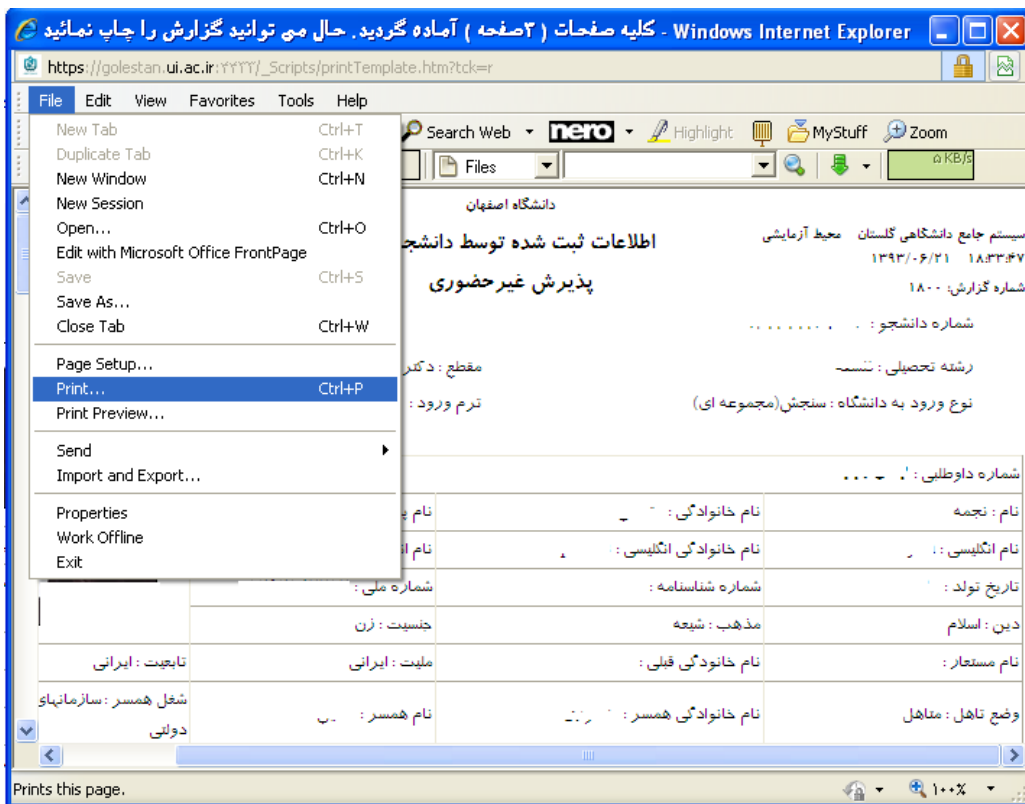 کلیه صفحات ( ۳صفحه ) آماده گردید. حال می توانید گزارش را چاپ نمائید - Windows Internet Explorer
https://golestan.ui.ac.ir:۲۴۳۳/_Scripts/printTemplate.htm?tck=r
File Edit View Favorites Tools Help
New Tab Ctrl+T
Duplicate Tab Ctrl+K
New Window Ctrl+N
New Session
Open... Ctrl+O
Edit with Microsoft Office FrontPage
Save Ctrl+S
Save As...
Close Tab Ctrl+W
Page Setup...
Print... Ctrl+P
Print Preview...
Send
Import and Export...
Properties
Work Offline
Exit
Search Web nero Highlight MyStuff Zoom
Files ۵ KB/s
دانشگاه اصفهان
سیستم جامع دانشگاهی گلستان محیط آزمایشی
اطلاعات ثبت شده توسط
۱۳۹۳/۰۶/۲۱ ۱۸:۳۳:۴۷
پذیرش غیرحضوری
شماره گزارش: ۱۸۰۰
شماره دانشجو :
رشته تحصیلی :
مقطع :
نوع ورود به دانشگاه : سنجش(مجموعه ای)
ترم ورود :
شماره داوطلبی :
نام : نجمه نام خانوادگی : نام
نام انگلیسی : نام خانوادگی انگلیسی : نام
تاریخ تولد : شماره شناسنامه : شماره ملی :
دین : اسلام مذهب : شیعه جنسیت : زن
نام مستعار : نام خانودگی قبلی : ملیت : ایرانی تابعیت : ایرانی
وضع تاهل : متاهل نام خانوادگی همسر : نام همسر : شغل همسر : سازمانهای
دولتی
Prints this page. ۱۰۰%